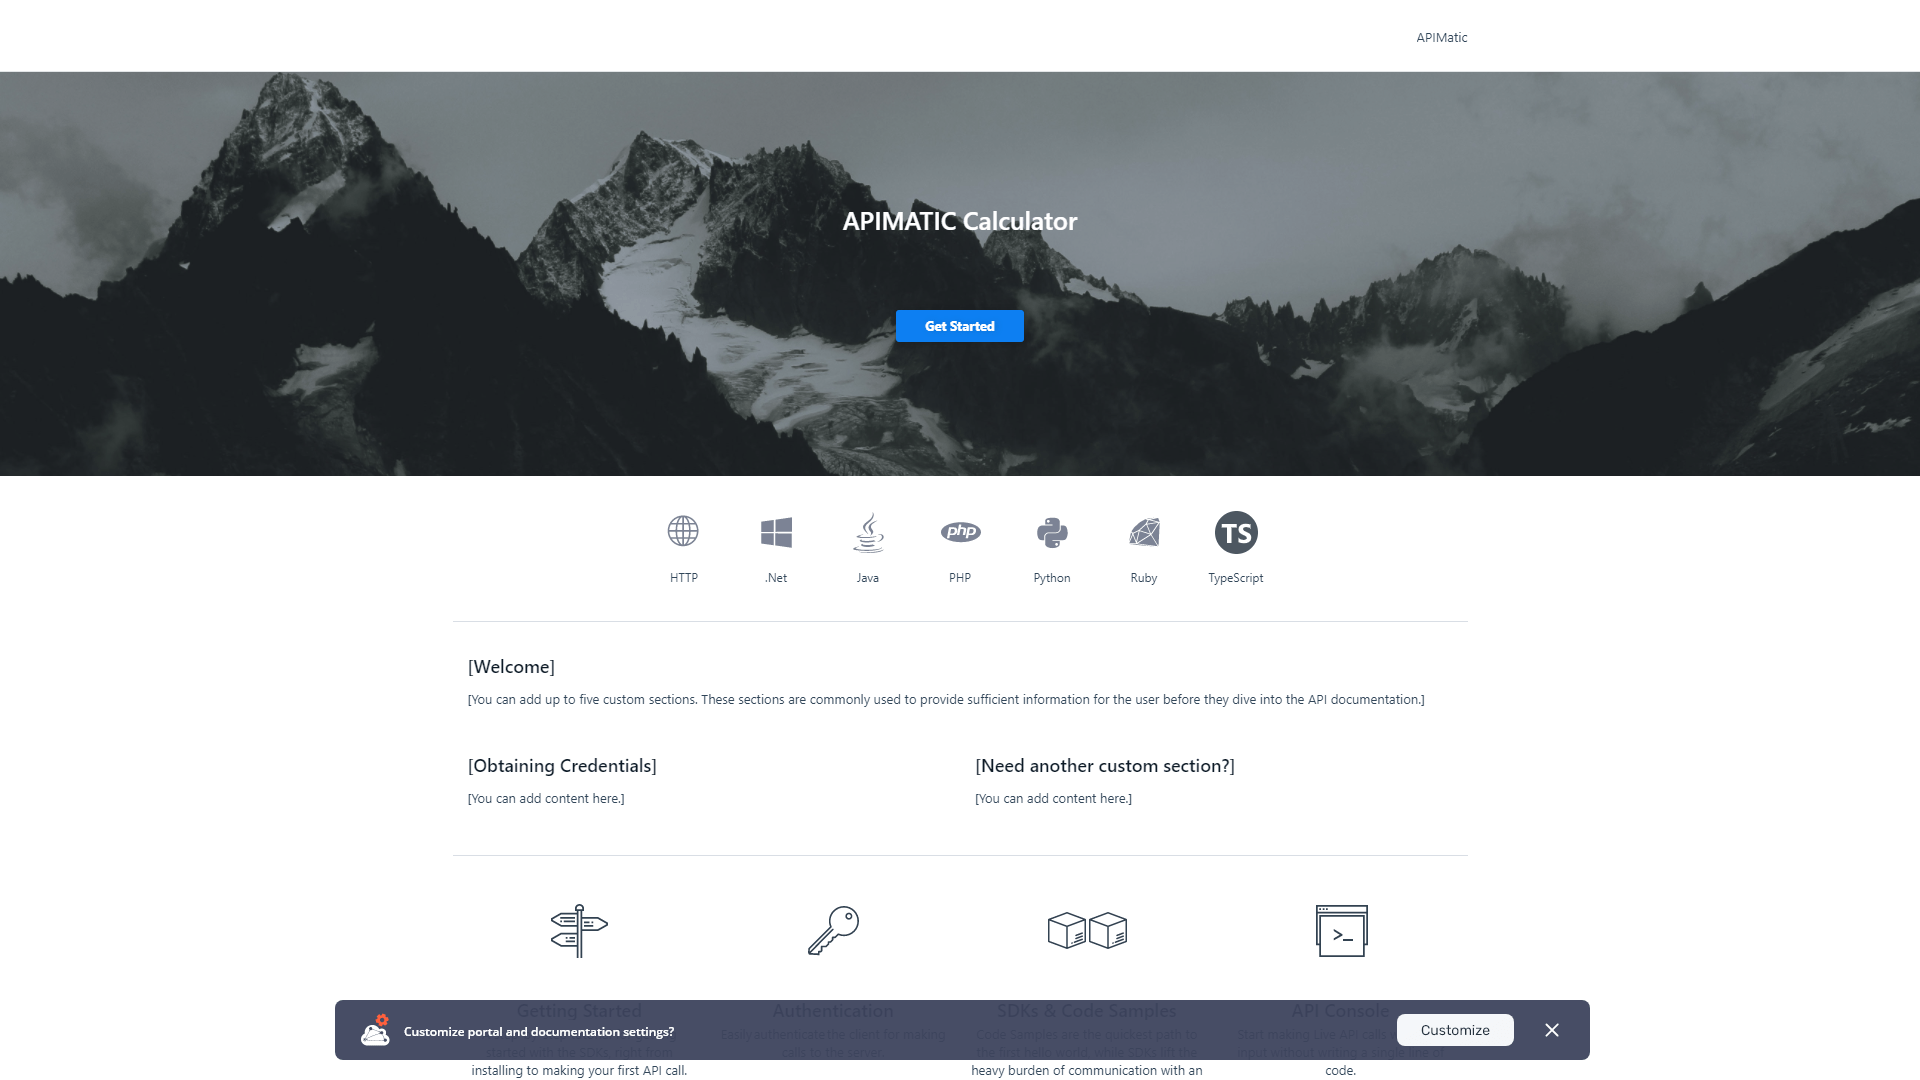 APIMatic
APIMATIC Calculator
Get Started
php
TS
HTTP
.Net
Java
PHP
Python
Ruby
TypeScript
[Welcome]
[You can add up to five custom sections. These sections are commonly used to provide sufficient information for the user before they dive into the API documentation.]
[Obtaining Credentials]
[You can add content here.]
[Need another custom section?]
[You can add content here.]
Getting Started
started with the SDKs, right from
installing to making your first API call.
Authentication
Easily authenticate the client for making
calls to the server.
SDKs & Code Samples
Code Samples are the quickest path to
the first hello world, while SDKs lift the
heavy burden of communication with an
API Console
Start making Live API calls
input without writing a single line of
code.
Customize portal and documentation settings?
Customize